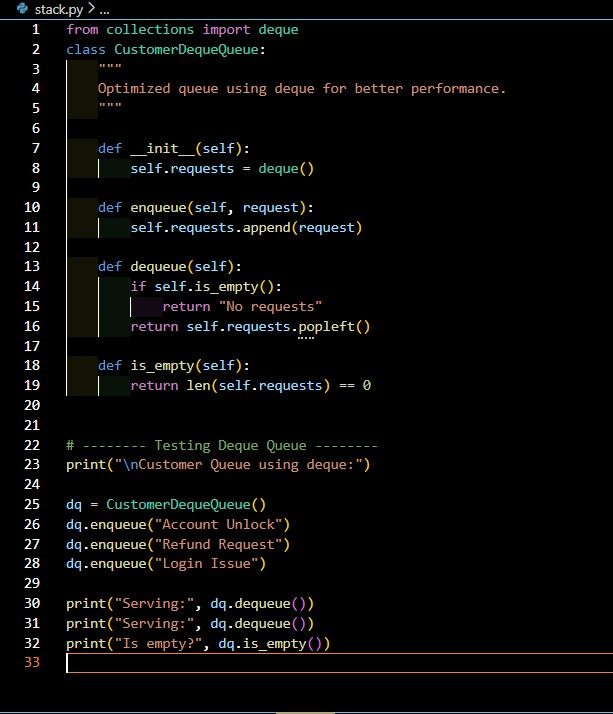 stack.py > ...
1 from collections import deque
2 class CustomerDequeQueue:
3     """
4     Optimized queue using deque for better performance.
5     """
6
7     def __init__(self):
8         self.requests = deque()
9
10     def enqueue(self, request):
11         self.requests.append(request)
12
13     def dequeue(self):
14         if self.is_empty():
15             return "No requests"
16         return self.requests.popleft()
17
18     def is_empty(self):
19         return len(self.requests) == 0
20
21
22 # -------- Testing Deque Queue --------
23 print("\nCustomer Queue using deque:")
24
25 dq = CustomerDequeQueue()
26 dq.enqueue("Account Unlock")
27 dq.enqueue("Refund Request")
28 dq.enqueue("Login Issue")
29
30 print("Serving:", dq.dequeue())
31 print("Serving:", dq.dequeue())
32 print("Is empty?", dq.is_empty())
33